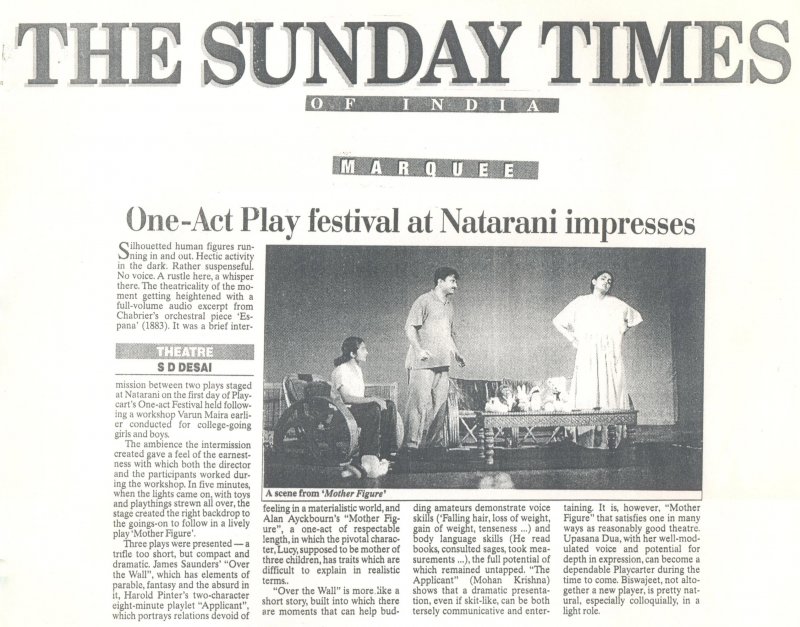 THE SUNDAY TIMES
OF INDIA
MARQUEE
One-Act Play festival at Natarani impresses
Silhouetted human figures run-
ning in and out. Hectic activity
in the dark. Rather suspenseful.
No voice. A rustle here, a whisper
there. The theatricality of the mo-
ment getting heightened with a
full-volume audio excerpt from
Chabrier's orchestral piece 'Es-
pana' (1883). It was a brief inter-
THEATRE
S D DESAI
mission between two plays staged
at Natarani on the first day of Play-
cart's One-act Festival held follow-
ing a workshop Varun Maira earli-
er conducted for college-going
girls and boys.
The ambience the intermission
created gave a feel of the earnest-
ness with which both the director
and the participants worked dur-
ing the workshop. In five minutes,
when the lights came on, with toys
and playthings strewn all over, the
stage created the right backdrop to
the goings-on to follow in a lively
play 'Mother Figure'.
Three plays were presented — a
trifle too short, but compact and
dramatic. James Saunders' "Over
the Wall", which has elements of
parable, fantasy and the absurd in
it, Harold Pinter's two-character
eight-minute playlet "Applicant",
which portrays relations devoid of
A scene from 'Mother Figure'
feeling in a materialistic world, and
Alan Ayckbourn's "Mother Fig-
ure", a one-act of respectable
length, in which the pivotal charac-
ter, Lucy, supposed to be mother of
three children, has traits which are
difficult to explain in realistic
terms.
"Over the Wall" is more like a
short story, built into which there
are moments that can help bud-
ding amateurs demonstrate voice
skills ('Falling hair, loss of weight,
gain of weight, tenseness ...) and
body language skills (He read
books, consulted sages, took mea-
surements ...), the full potential of
which remained untapped. "The
Applicant" (Mohan Krishna)
shows that a dramatic presenta-
tion, even if skit-like, can be both
tersely communicative and enter-
taining. It is, however, "Mother
Figure" that satisfies one in many
ways as reasonably good theatre.
Upasana Dua, with her well-mod-
ulated voice and potential for
depth in expression, can become a
dependable Playcarter during the
time to come. Biswajeet, not alto-
gether a new player, is pretty nat-
ural, especially colloquially, in a
light role.